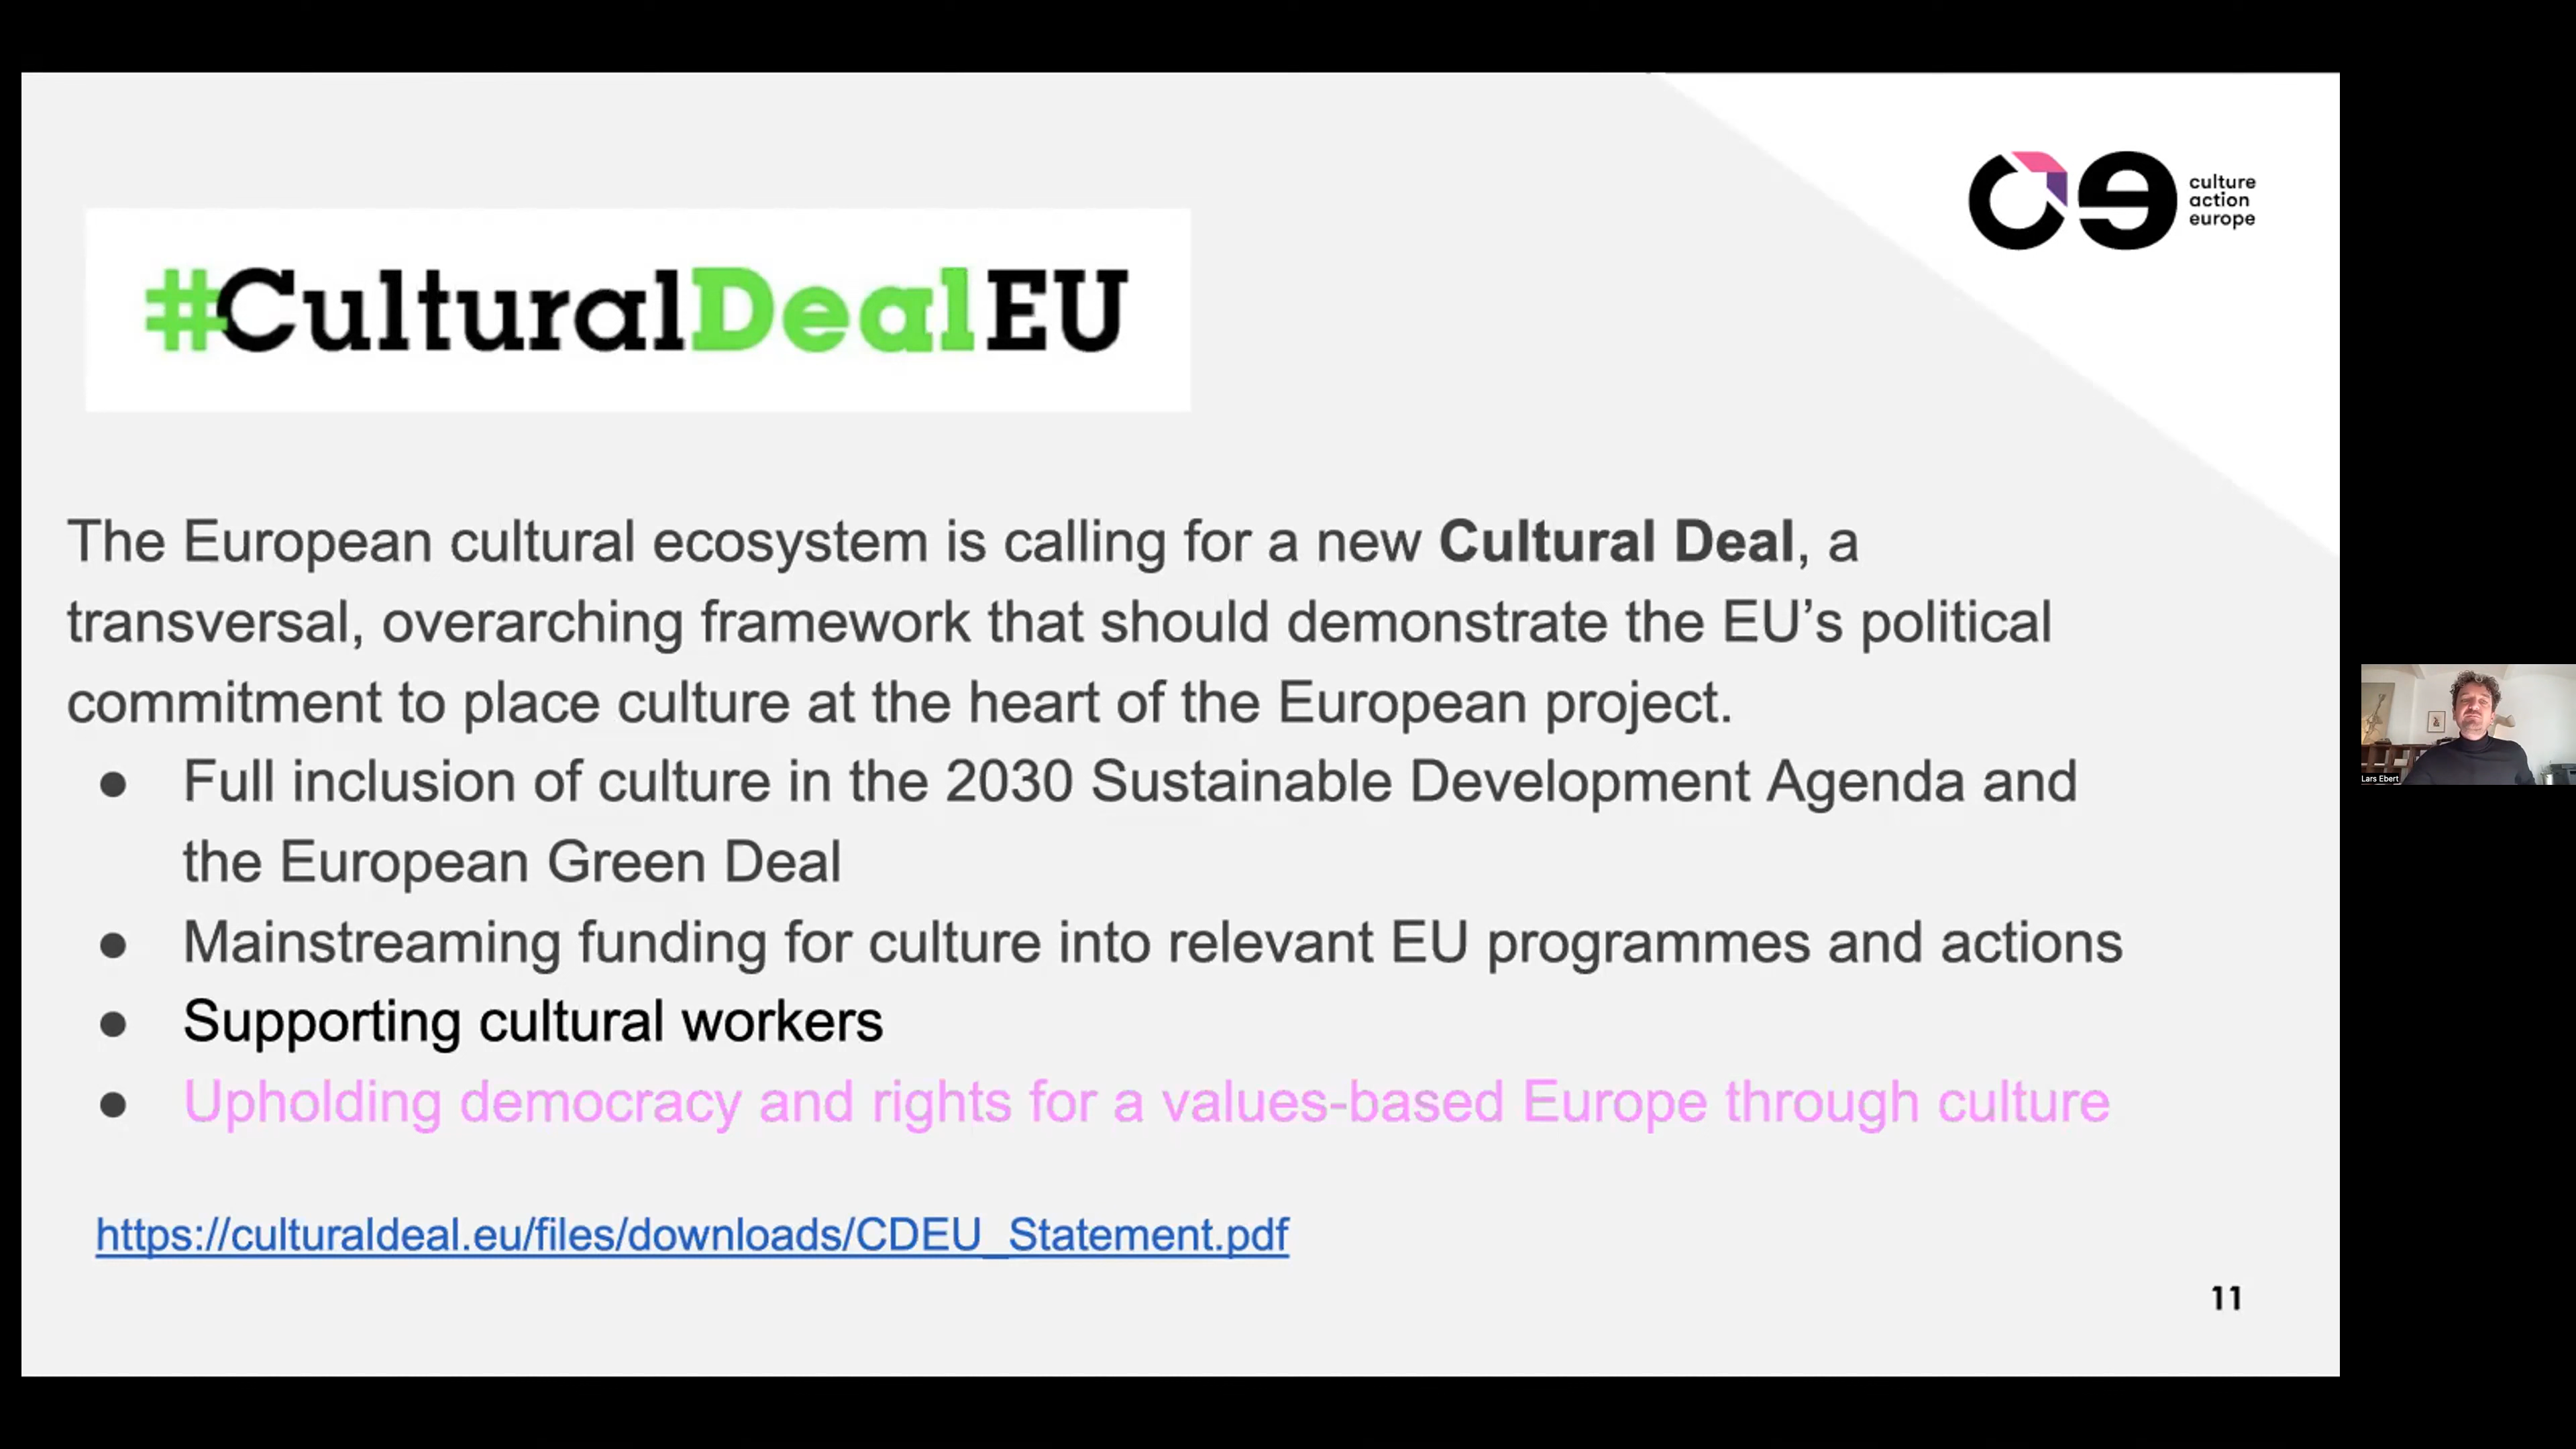 culture
action
europe
#CulturalDealEU
The European cultural ecosystem is calling for a new Cultural Deal, a
transversal, overarching framework that should demonstrate the EU’s political
commitment to place culture at the heart of the European project.
● Full inclusion of culture in the 2030 Sustainable Development Agenda and
the European Green Deal
● Mainstreaming funding for culture into relevant EU programmes and actions
● Supporting cultural workers
● Upholding democracy and rights for a values-based Europe through culture
https://culturaldeal.eu/files/downloads/CDEU_Statement.pdf
11
Lars Ebert